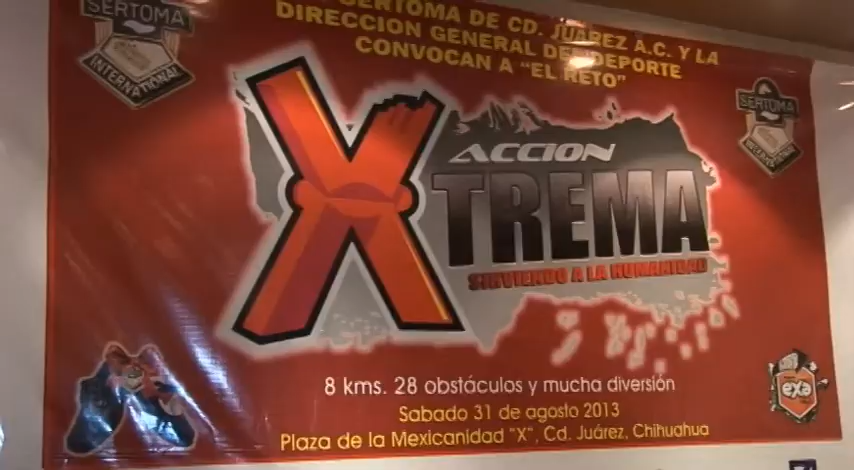 SERTOMA DE CD. JUAREZ A.C. Y LA
DIRECCION GENERAL DEL DEPORTE
CONVOCAN A "EL RETO"
SERTOMA
INTERNATIONAL
SERTOMA
INTERNATIONAL
ACCION
XTREMA
SIRVIENDO A LA HUMANIDAD
8 kms. 28 obstáculos y mucha diversión
Sabado 31 de agosto 2013
Plaza de la Mexicanidad "X", Cd. Juárez, Chihuahua
exa